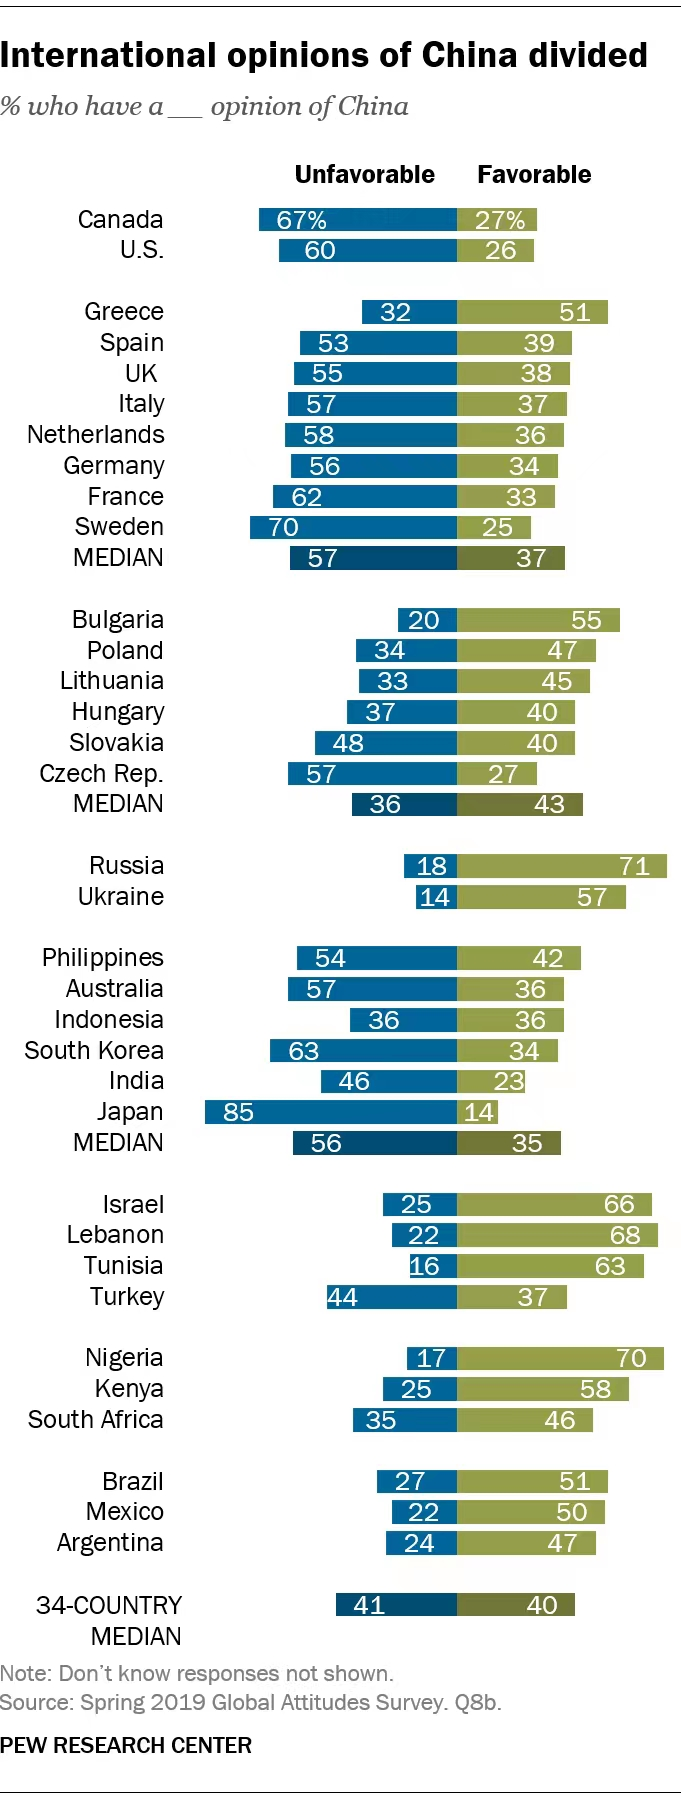 International opinions of China divided
% who have a ___ opinion of China
Unfavorable Favorable
Canada 67% 27%
U.S. 60 26
Greece 32 51
Spain 53 39
UK 55 38
Italy 57 37
Netherlands 58 36
Germany 56 34
France 62 33
Sweden 70 25
MEDIAN 57 37
Bulgaria 20 55
Poland 34 47
Lithuania 33 45
Hungary 37 40
Slovakia 48 40
Czech Rep. 57 27
MEDIAN 36 43
Russia 18 71
Ukraine 14 57
Philippines 54 42
Australia 57 36
Indonesia 36 36
South Korea 63 34
India 46 23
Japan 85 14
MEDIAN 56 35
Israel 25 66
Lebanon 22 68
Tunisia 16 63
Turkey 44 37
Nigeria 17 70
Kenya 25 58
South Africa 35 46
Brazil 27 51
Mexico 22 50
Argentina 24 47
34-COUNTRY 41 40
MEDIAN
Note: Don't know responses not shown.
Source: Spring 2019 Global Attitudes Survey. Q8b.
PEW RESEARCH CENTER